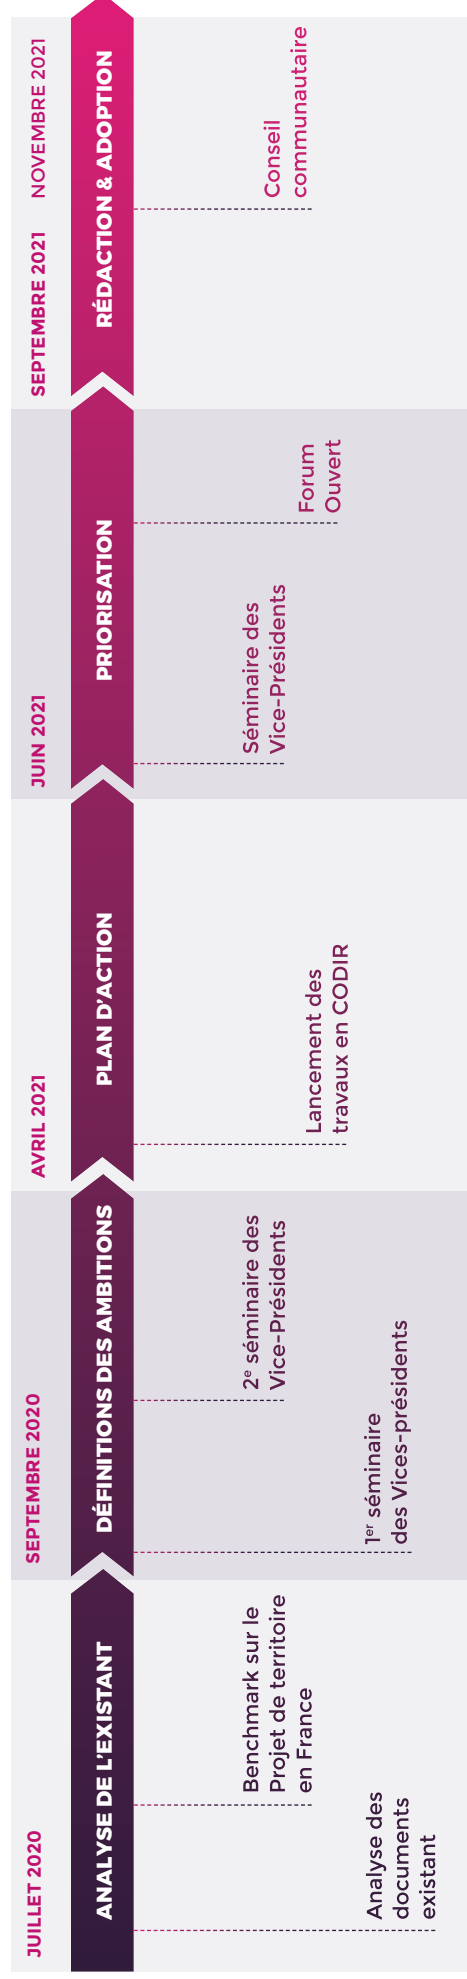 JUILLET 2020
ANALYSE DE L'EXISTANT
Analyse des
documents
existant
Benchmark sur le
Projet de territoire
en France
SEPTEMBRE 2020
DÉFINITIONS DES AMBITIONS
1er séminaire
des Vices-présidents
2e séminaire des
Vice-Présidents
AVRIL 2021
PLAN D'ACTION
Lancement des
travaux en CODIR
JUIN 2021
PRIORISATION
Séminaire des
Vice-Présidents
Forum
Ouvert
SEPTEMBRE 2021
NOVEMBRE 2021
RÉDACTION & ADOPTION
Conseil
communautaire